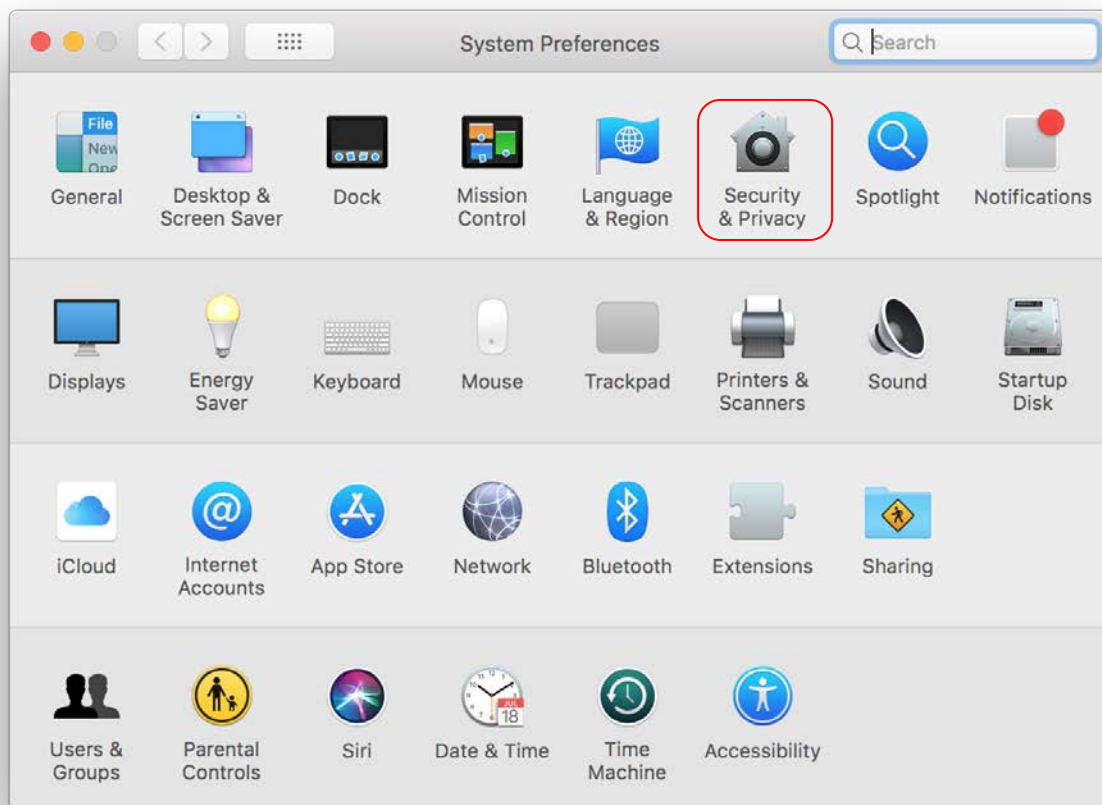 System Preferences
Search
File
New
Ope
General
Desktop &
Screen Saver
Dock
Mission
Control
Language
& Region
Security
& Privacy
Spotlight
Notifications
Displays
Energy
Saver
Keyboard
Mouse
Trackpad
Printers &
Scanners
Sound
Startup
Disk
@
iCloud
Internet
Accounts
App Store
Network
Bluetooth
Extensions
Sharing
JUL
18
Users &
Groups
Parental
Controls
Siri
Date & Time
Time
Machine
Accessibility